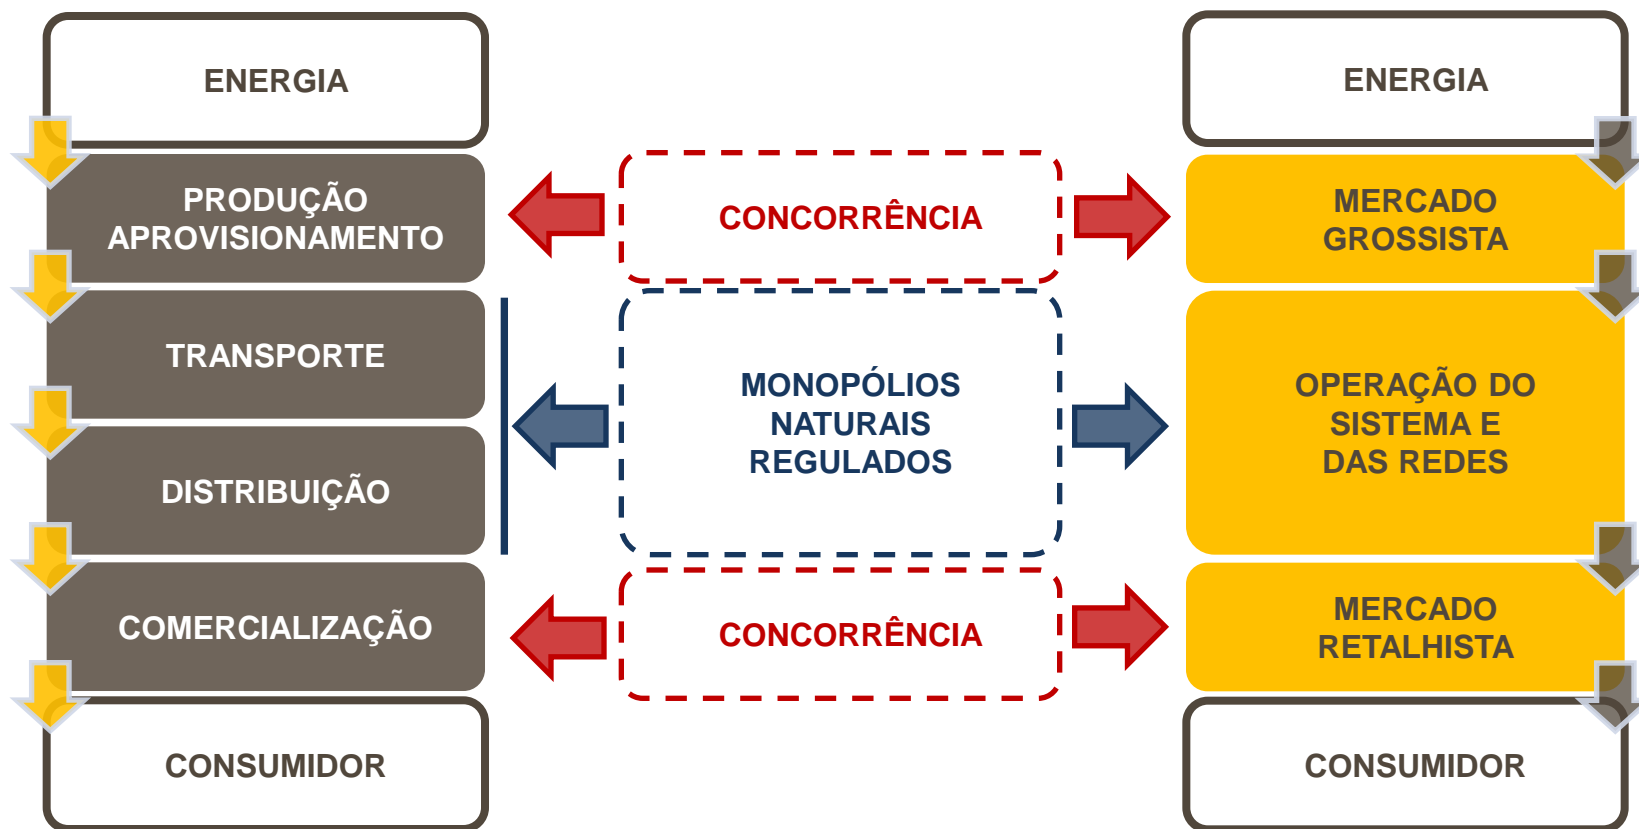 ENERGIA
PRODUÇÃO
APROVISIONAMENTO
TRANSPORTE
DISTRIBUIÇÃO
COMERCIALIZAÇÃO
CONSUMIDOR
CONCORRÊNCIA
MONOPÓLIOS
NATURAIS
REGULADOS
CONCORRÊNCIA
ENERGIA
MERCADO
GROSSISTA
OPERAÇÃO DO
SISTEMA E
DAS REDES
MERCADO
RETALHISTA
CONSUMIDOR